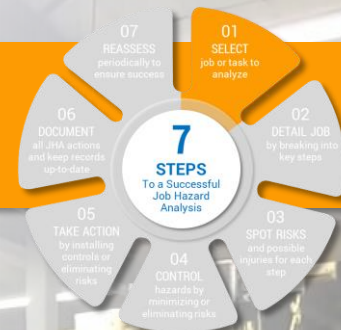 7
STEPS
To a Successful
Job Hazard
Analysis
01
SELECT
job or task to
analyze
02
DETAIL JOB
by breaking into
key steps
03
SPOT RISKS
and possible
injuries for each
step
04
CONTROL
hazards by
minimizing or
eliminating risks
05
TAKE ACTION
by installing
controls or
eliminating
risks
06
DOCUMENT
all JHA actions
and keep records
up-to-date
07
REASSESS
periodically to
ensure success